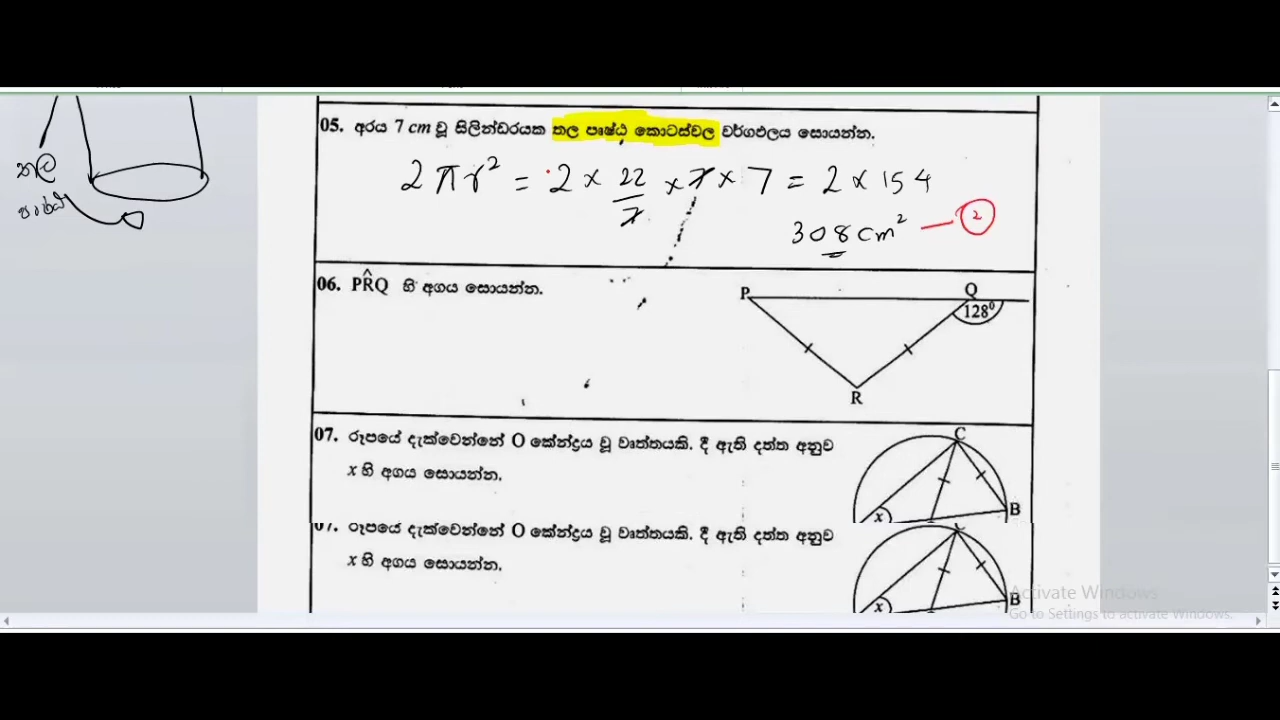 05. අරය 7 cm වූ සිලින්ඩරයක තල පෘෂ්ඨ කොටස්වල වර්ගඵලය සොයන්න.
2πr² = 2 × 22/7 × 7 × 7 = 2 × 154
308 cm² — 2
තල
06. PR̂Q හි අගය සොයන්න.
P Q
128⁰
R
07. රූපයේ දැක්වෙන්නේ O කේන්ද්‍රය වූ වෘත්තයකි. දී ඇති දත්ත අනුව
x හි අගය සොයන්න.
C
B
x
07. රූපයේ දැක්වෙන්නේ O කේන්ද්‍රය වූ වෘත්තයකි. දී ඇති දත්ත අනුව
x හි අගය සොයන්න.
C
B
x
Activate Windows
Go to Settings to activate Windows.